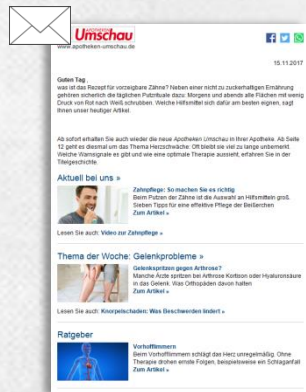 Umschau
www.apotheken-umschau.de
15.11.2017
Guten Tag ,
was ist das Rezept für vorzeigbare Zähne? Neben einer nicht zu zuckerhaltigen Ernährung
gehören sicherlich die täglichen Putzrituale dazu: Morgens und abends alle Flächen mit wenig
Druck von Rot nach Weiß schrubben. Welche Hilfsmittel sich dafür am besten eignen, sagt
Ihnen unser heutiger Artikel.
Ab sofort erhalten Sie auch wieder die neue Apotheken Umschau in Ihrer Apotheke. Ab Seite
12 geht es diesmal um das Thema Herzschwäche: Oft bleibt sie viel zu lange unbemerkt.
Welche Warnsignale es gibt und wie eine optimale Therapie aussieht, erfahren Sie in der
Titelgeschichte.
Aktuell bei uns »
Zahnpflege: So machen Sie es richtig
Beim Putzen der Zähne ist die Auswahl an Hilfsmitteln groß.
Sieben Tipps für eine effektive Pflege der Beißerchen
Zum Artikel »
Lesen Sie auch: Video zur Zahnpflege »
Thema der Woche: Gelenkprobleme »
Gelenkspritzen gegen Arthrose?
Manche Ärzte spritzen bei Arthrose Kortison oder Hyaluronsäure
in das Gelenk. Was Orthopäden davon halten
Zum Artikel »
Lesen Sie auch: Knorpelschäden: Was Beschwerden lindert »
Ratgeber
Vorhofflimmern
Beim Vorhofflimmern schlägt das Herz unregelmäßig. Ohne
Therapie drohen ernste Folgen, beispielsweise ein Schlaganfall
Zum Artikel »